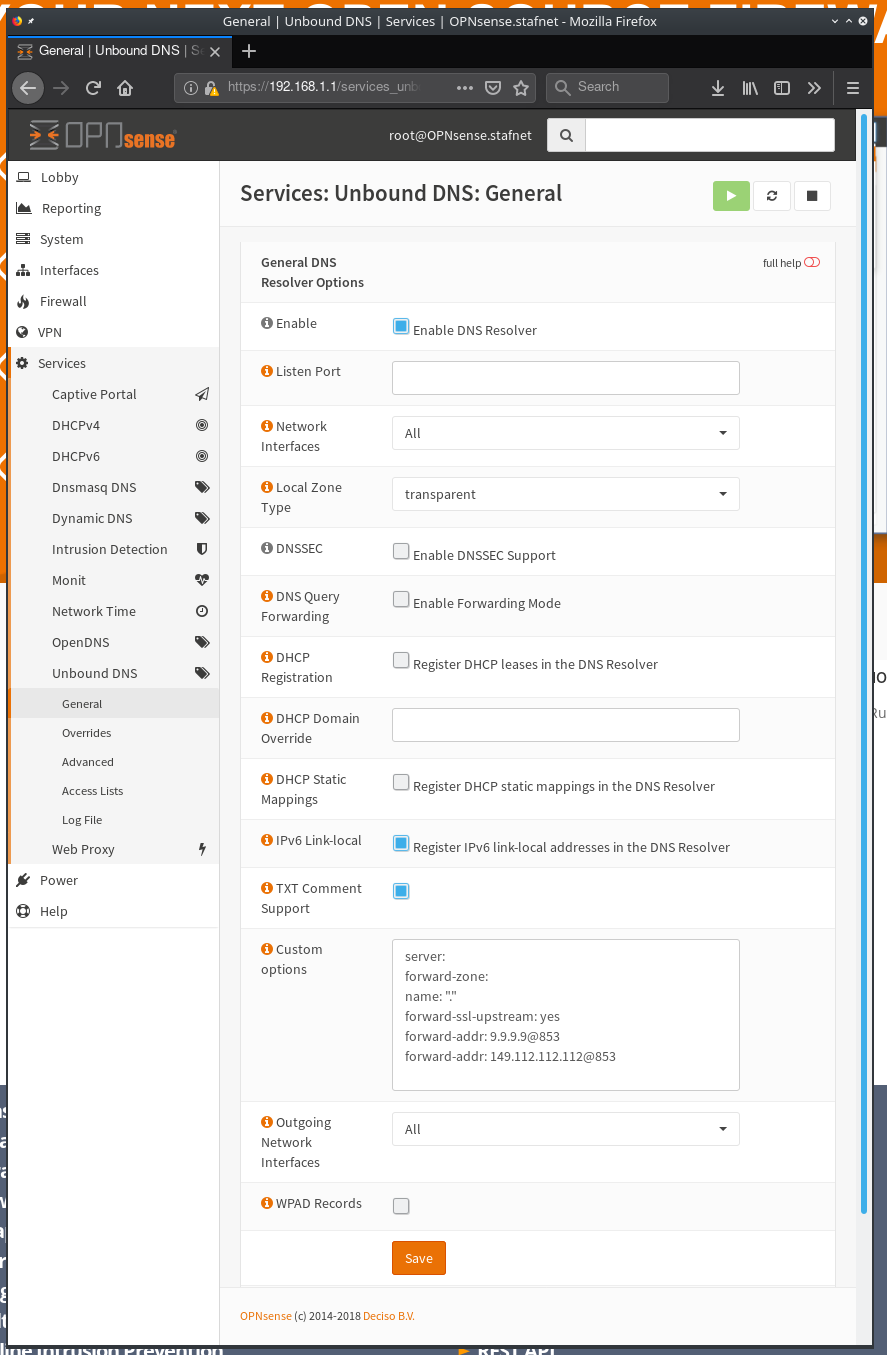 General | Unbound DNS | Services | OPNsense.stafnet - Mozilla Firefox
General | Unbound DNS | S
https://192.168.1.1/services_unb
Search
OPNsense
root@OPNsense.stafnet
Lobby
Reporting
System
Interfaces
Firewall
VPN
Services
Captive Portal
DHCPv4
DHCPv6
Dnsmasq DNS
Dynamic DNS
Intrusion Detection
Monit
Network Time
OpenDNS
Unbound DNS
General
Overrides
Advanced
Access Lists
Log File
Web Proxy
Power
Help
Services: Unbound DNS: General
General DNS
Resolver Options
full help
Enable
Enable DNS Resolver
Listen Port
Network
Interfaces
All
Local Zone
Type
transparent
DNSSEC
Enable DNSSEC Support
DNS Query
Forwarding
Enable Forwarding Mode
DHCP
Registration
Register DHCP leases in the DNS Resolver
DHCP Domain
Override
DHCP Static
Mappings
Register DHCP static mappings in the DNS Resolver
IPv6 Link-local
Register IPv6 link-local addresses in the DNS Resolver
TXT Comment
Support
Custom
options
server:
forward-zone:
name: "."
forward-ssl-upstream: yes
forward-addr: 9.9.9.9@853
forward-addr: 149.112.112.112@853
Outgoing
Network
Interfaces
All
WPAD Records
Save
OPNsense (c) 2014-2018 Deciso B.V.